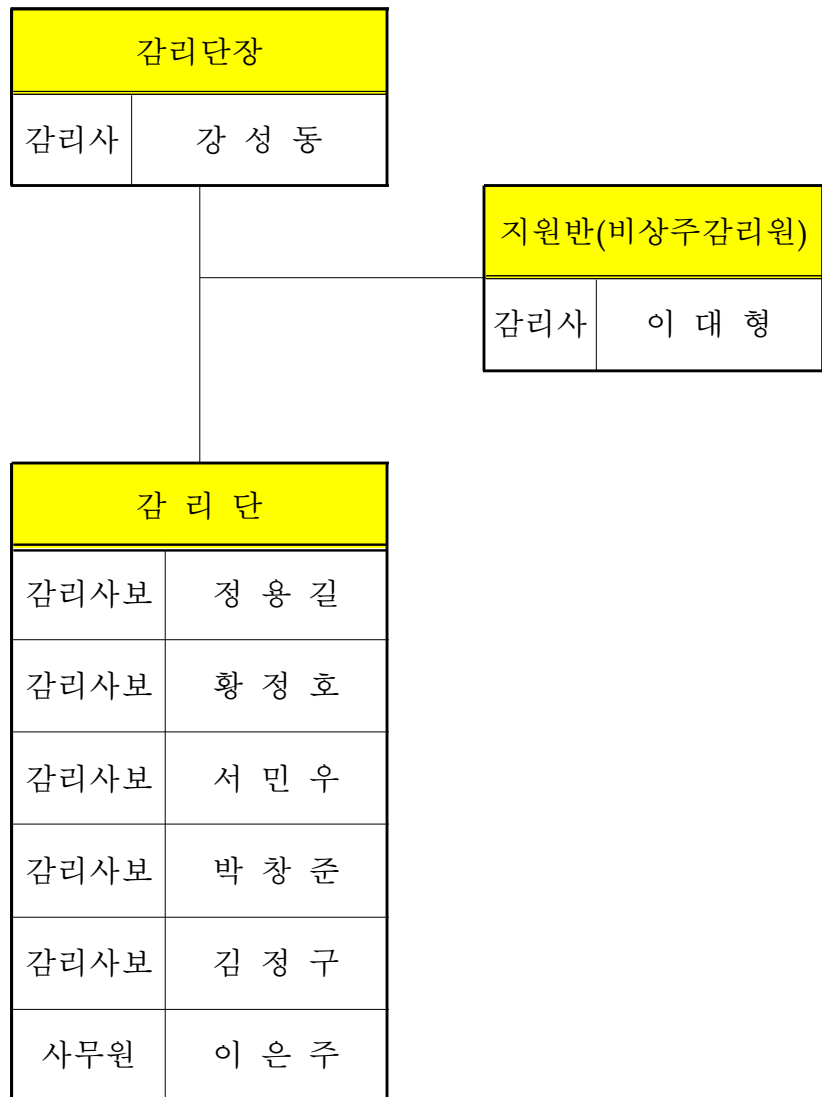 감리단장
감리사 강 성 동
지원반(비상주감리원)
감리사 이 대 형
감 리 단
감리사보 정 용 길
감리사보 황 정 호
감리사보 서 민 우
감리사보 박 창 준
감리사보 김 정 구
사무원 이 은 주